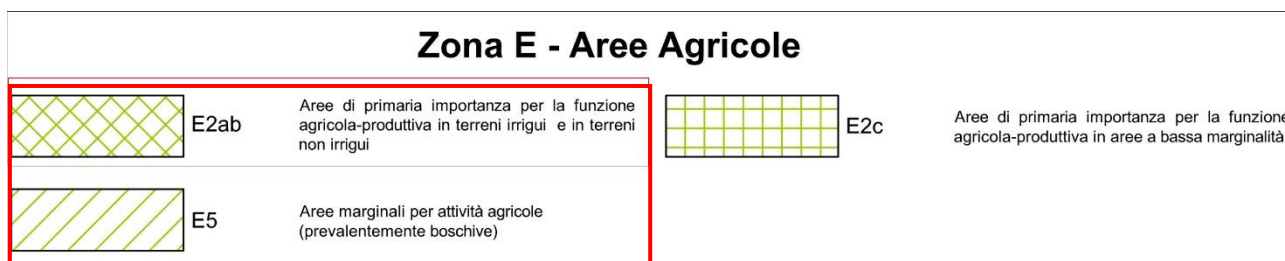 Zona E - Aree Agricole
E2ab
Aree di primaria importanza per la funzione
agricola-produttiva in terreni irrigui e in terreni
non irrigui
E2c
Aree di primaria importanza per la funzione
agricola-produttiva in aree a bassa marginalità
E5
Aree marginali per attività agricole
(prevalentemente boschive)